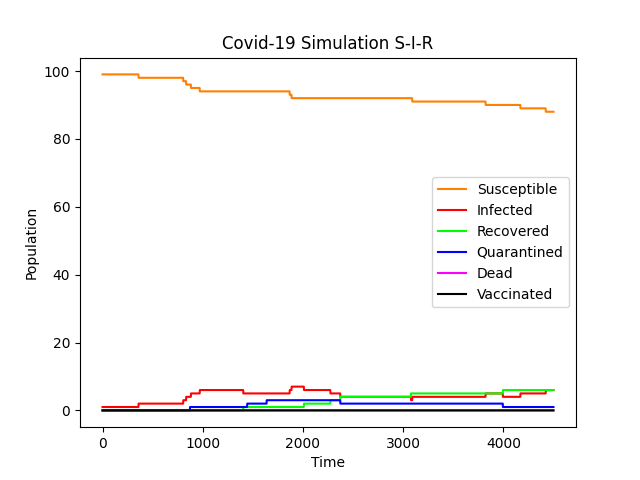 Covid-19 Simulation S-I-R
100
80
60
40
20
0
Population
Susceptible
Infected
Recovered
Quarantined
Dead
Vaccinated
0 1000 2000 3000 4000
Time